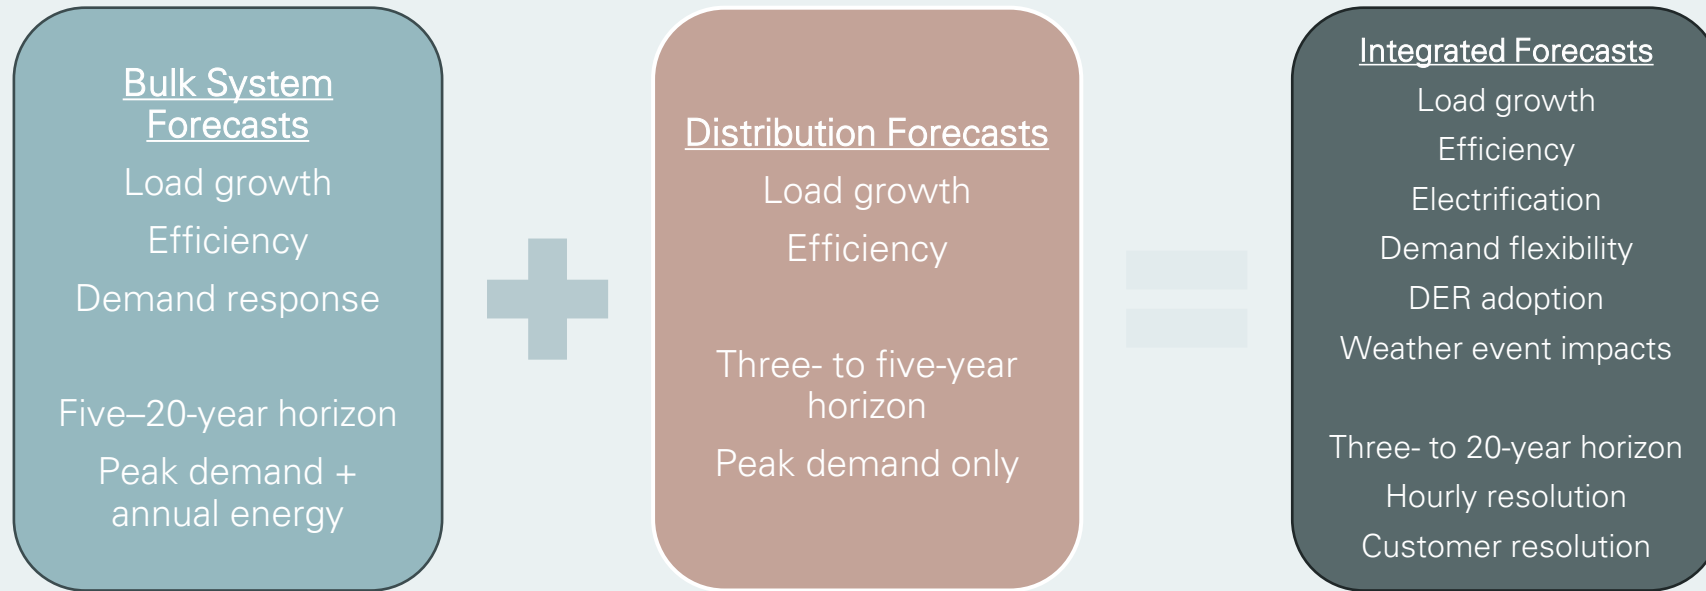 Bulk System
Forecasts
Load growth
Efficiency
Demand response
Five–20-year horizon
Peak demand +
annual energy
Distribution Forecasts
Load growth
Efficiency
Three- to five-year
horizon
Peak demand only
Integrated Forecasts
Load growth
Efficiency
Electrification
Demand flexibility
DER adoption
Weather event impacts
Three- to 20-year horizon
Hourly resolution
Customer resolution